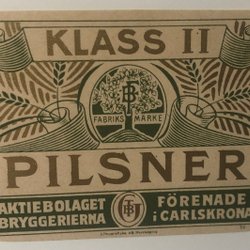 KLASS II
FABRIKS MÄRKE
PILSNER
AKTIEBOLAGET FÖRENADE
BRYGGERIERNA i CARLSKRONA